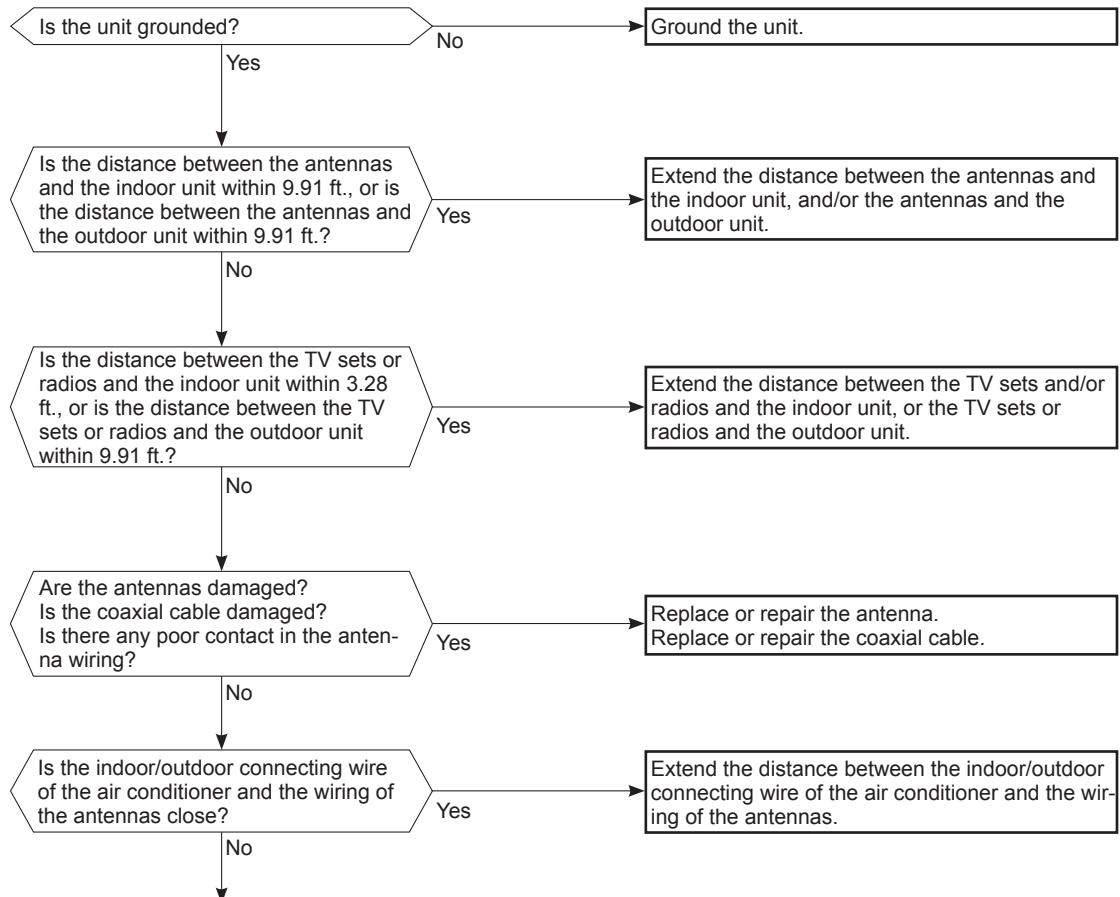 Is the unit grounded?
No
Ground the unit.
Yes
Is the distance between the antennas
and the indoor unit within 9.91 ft., or is
the distance between the antennas and
the outdoor unit within 9.91 ft.?
Yes
Extend the distance between the antennas and
the indoor unit, and/or the antennas and the
outdoor unit.
No
Is the distance between the TV sets or
radios and the indoor unit within 3.28
ft., or is the distance between the TV
sets or radios and the outdoor unit
within 9.91 ft.?
Yes
Extend the distance between the TV sets and/or
radios and the indoor unit, or the TV sets or
radios and the outdoor unit.
No
Are the antennas damaged?
Is the coaxial cable damaged?
Is there any poor contact in the anten-
na wiring?
Yes
Replace or repair the antenna.
Replace or repair the coaxial cable.
No
Is the indoor/outdoor connecting wire
of the air conditioner and the wiring of
the antennas close?
Yes
Extend the distance between the indoor/outdoor
connecting wire of the air conditioner and the wir-
ing of the antennas.
No